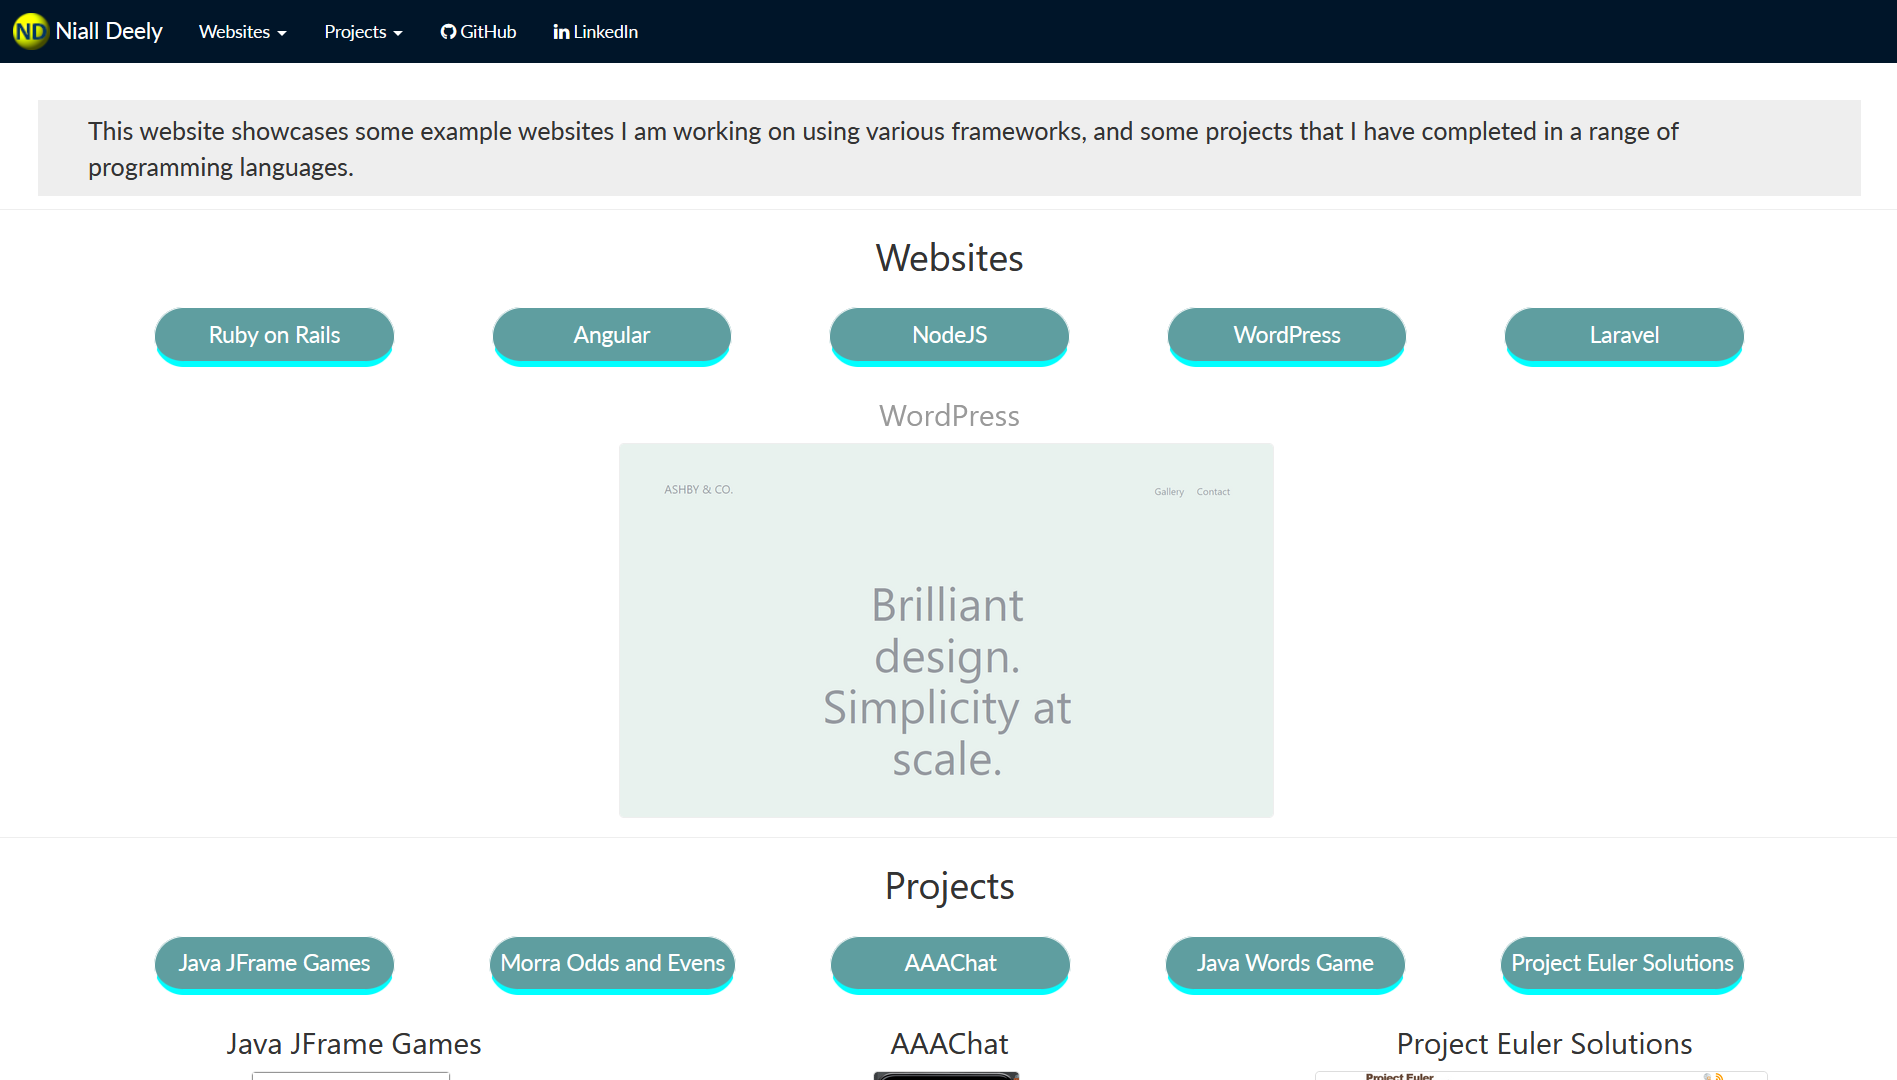 ND Niall Deely Websites Projects GitHub LinkedIn
This website showcases some example websites I am working on using various frameworks, and some projects that I have completed in a range of
programming languages.
Websites
Ruby on Rails Angular NodeJS WordPress Laravel
WordPress
ASHBY & CO. Gallery Contact
Brilliant
design.
Simplicity at
scale.
Projects
Java JFrame Games Morra Odds and Evens AAAChat Java Words Game Project Euler Solutions
Java JFrame Games AAAChat Project Euler Solutions
Project Euler